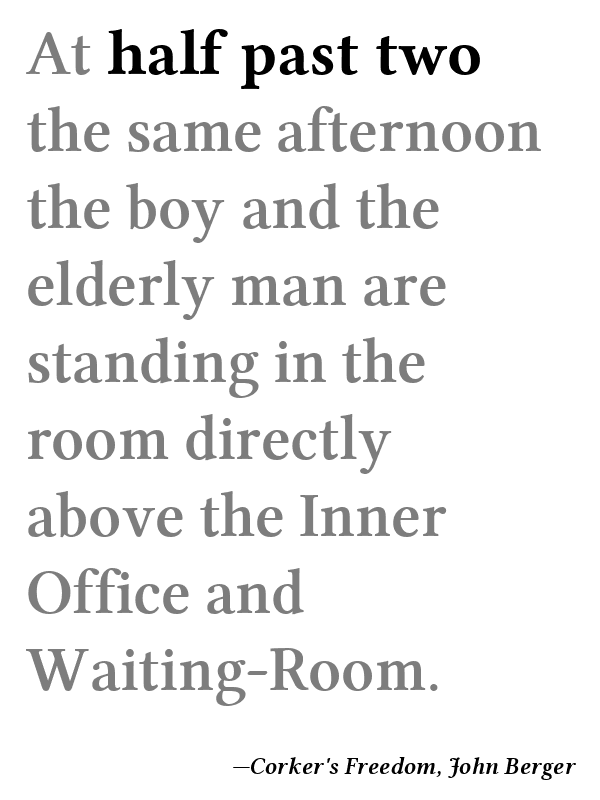 At half past two
the same afternoon
the boy and the
elderly man are
standing in the
room directly
above the Inner
Office and
Waiting-Room.
—Corker's Freedom, John Berger